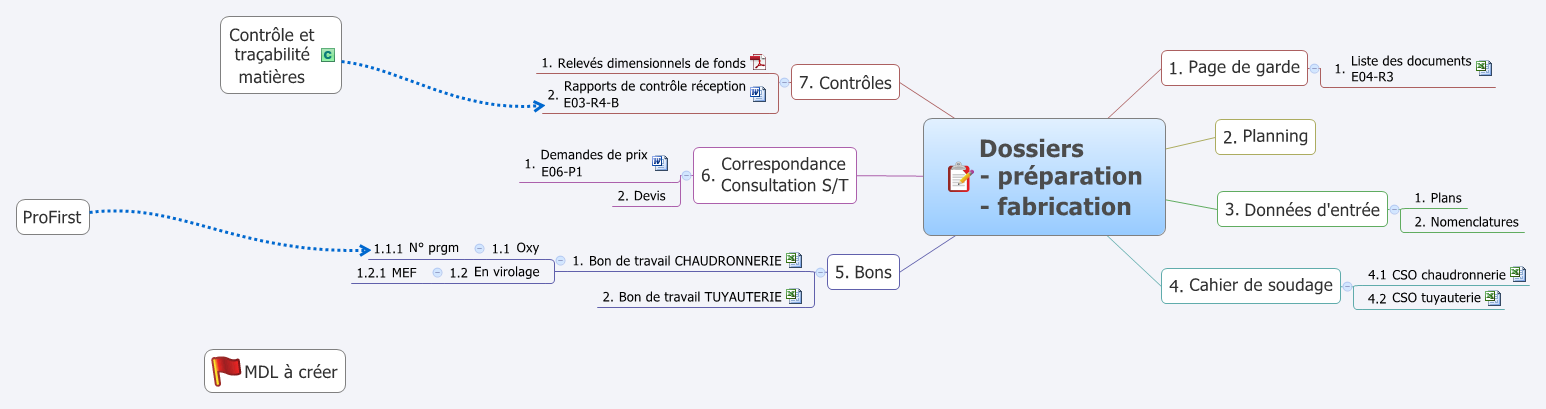 Dossiers
- préparation
- fabrication
1. Page de garde
1. Liste des documents
E04-R3
2. Planning
3. Données d'entrée
1. Plans
2. Nomenclatures
4. Cahier de soudage
4.1 CSO chaudronnerie
4.2 CSO tuyauterie
5. Bons
1. Bon de travail CHAUDRONNERIE
1.1 Oxy
1.1.1 N° prgm
1.2 En virolage
1.2.1 MEF
2. Bon de travail TUYAUTERIE
6. Correspondance
Consultation S/T
1. Demandes de prix
E06-P1
2. Devis
7. Contrôles
1. Relevés dimensionnels de fonds
2. Rapports de contrôle réception
E03-R4-B
Contrôle et
traçabilité
matières
C
ProFirst
MDL à créer